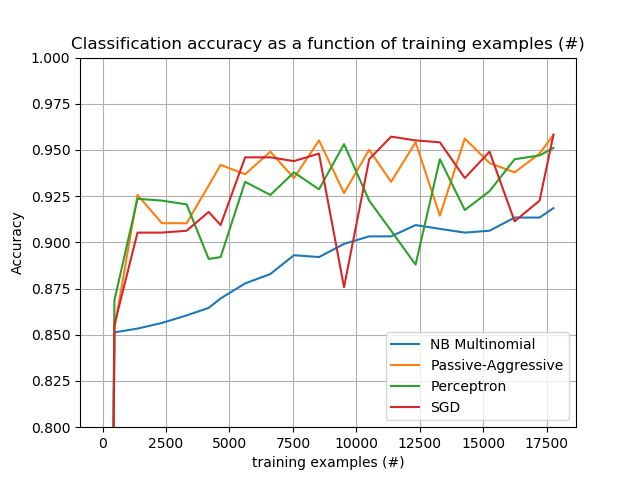 Classification accuracy as a function of training examples (#)
1.000
0.975
0.950
0.925
0.900
0.875
0.850
0.825
0.800
Accuracy
NB Multinomial
Passive-Aggressive
Perceptron
SGD
0 2500 5000 7500 10000 12500 15000 17500
training examples (#)